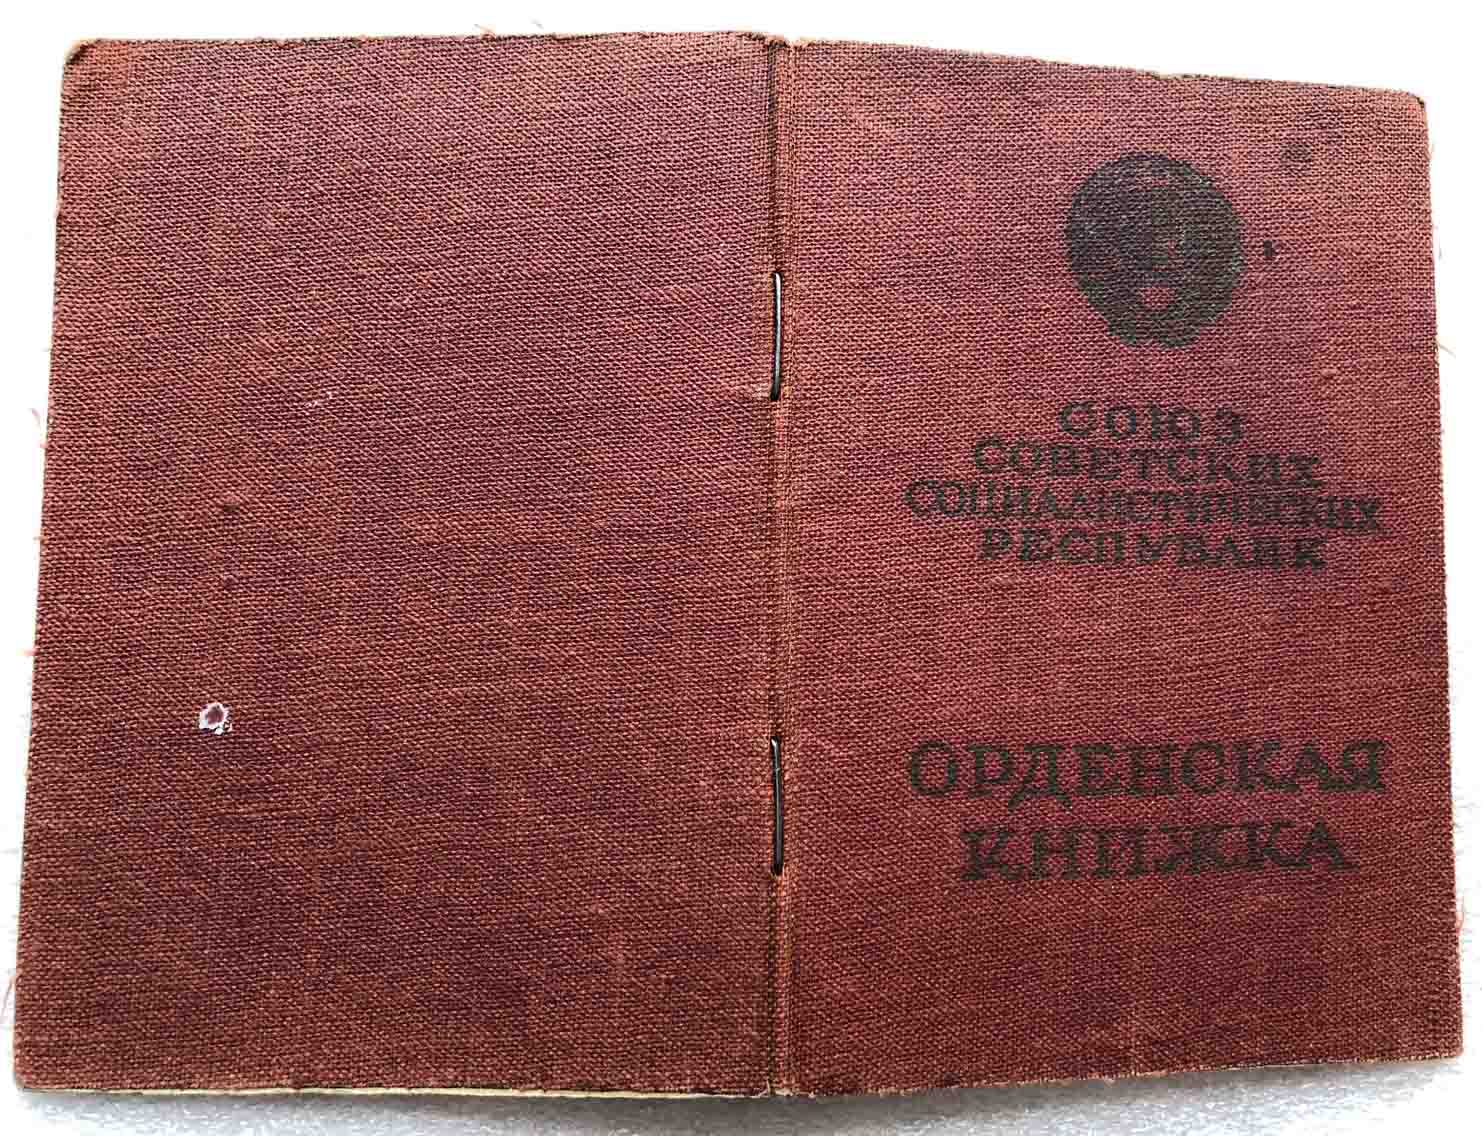 СОЮЗ
СОВЕТСКИХ
СОЦИАЛИСТИЧЕСКИХ
РЕСПУБЛИК
ОРДЕНСКАЯ
КНИЖКА